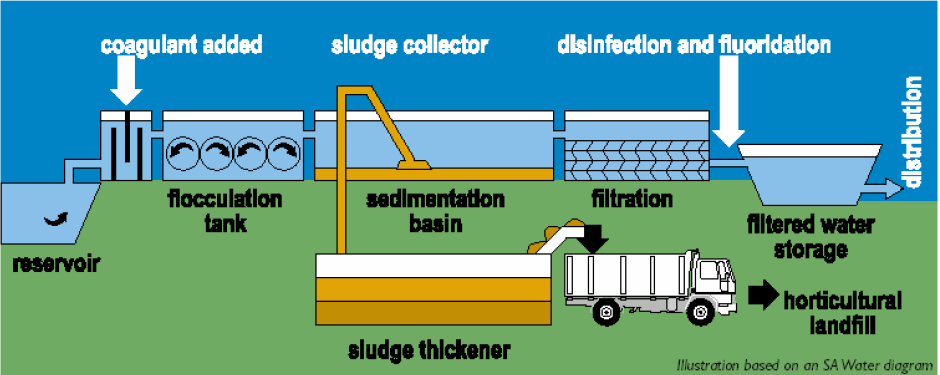 coagulant added
sludge collector
disinfection and fluoridation
distribution
flocculation
tank
sedimentation
basin
filtration
filtered water
storage
reservoir
horticultural
landfill
sludge thickener
Illustration based on an SA Water diagram